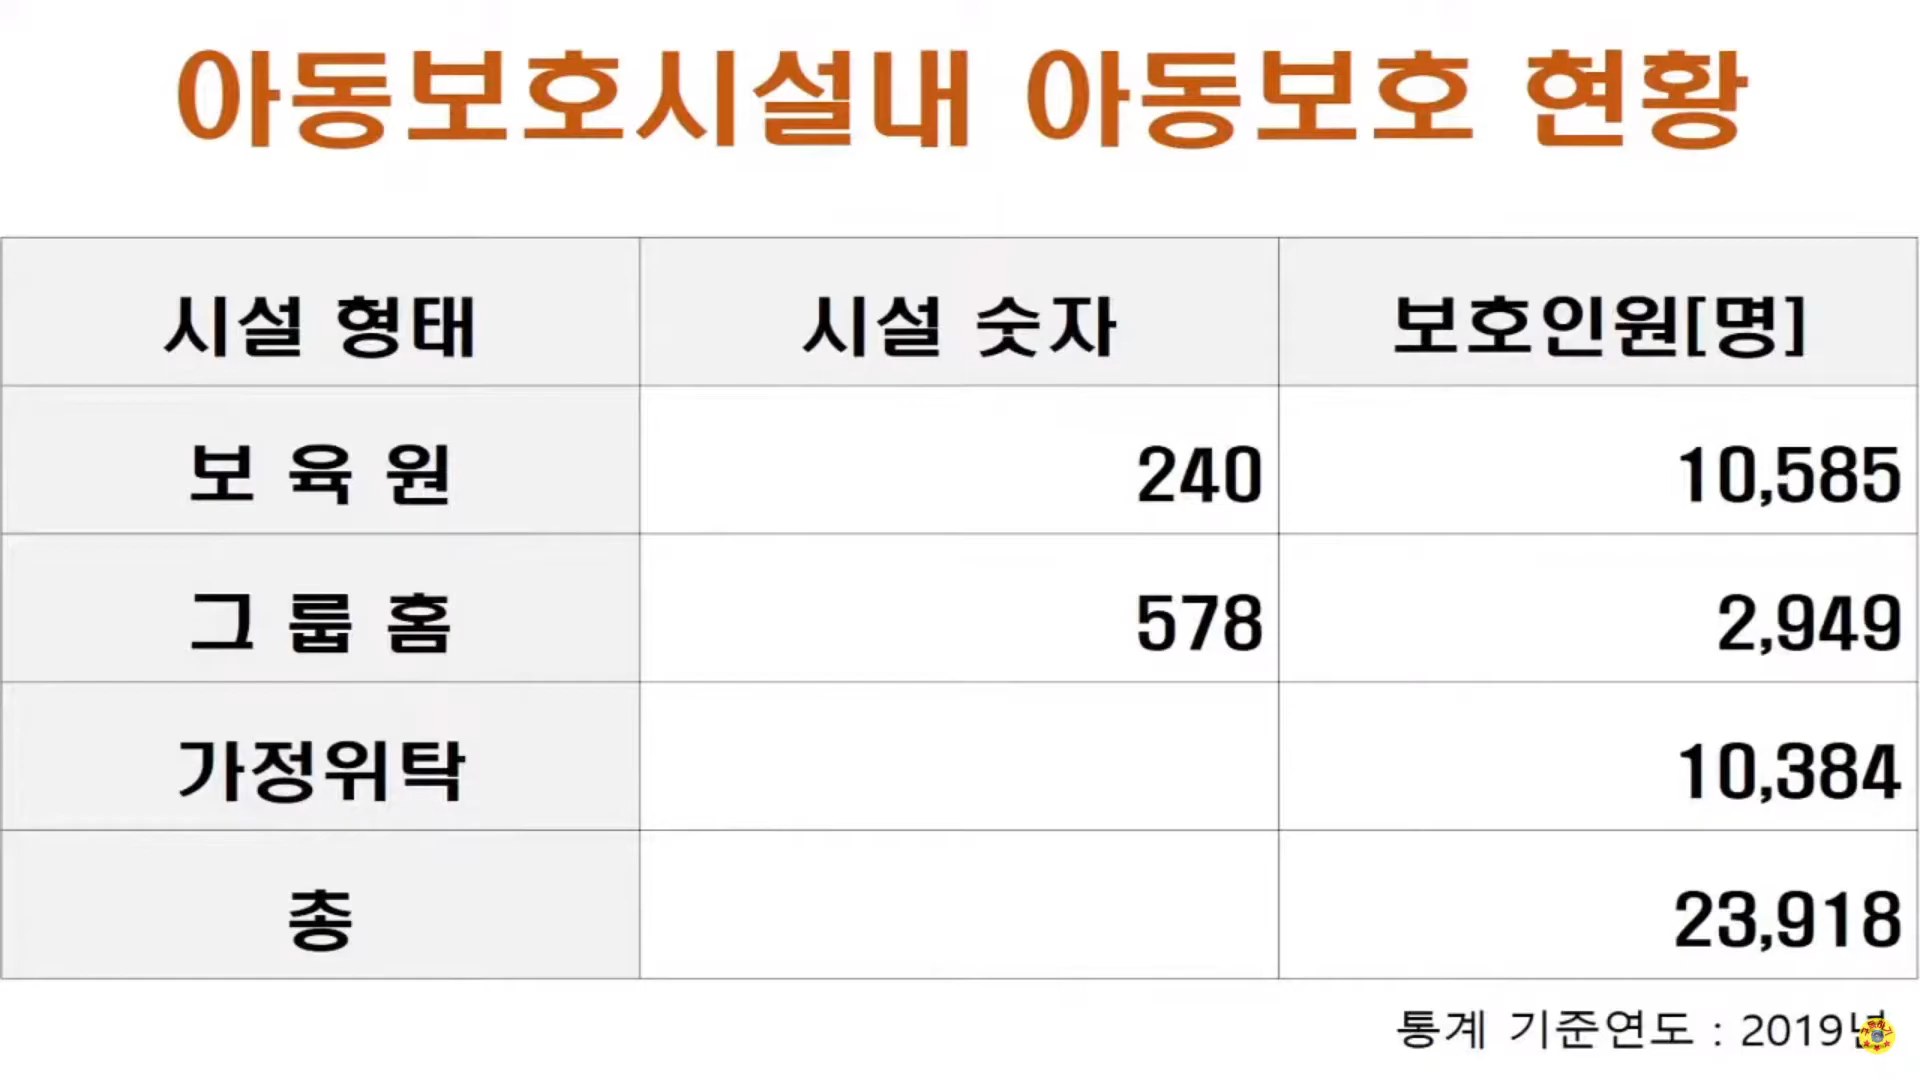 아동보호시설내 아동보호 현황
시설 형태 시설 숫자 보호인원[명]
보 육 원 240 10,585
그 룹 홈 578 2,949
가정위탁 10,384
총 23,918
통계 기준연도 : 2019년